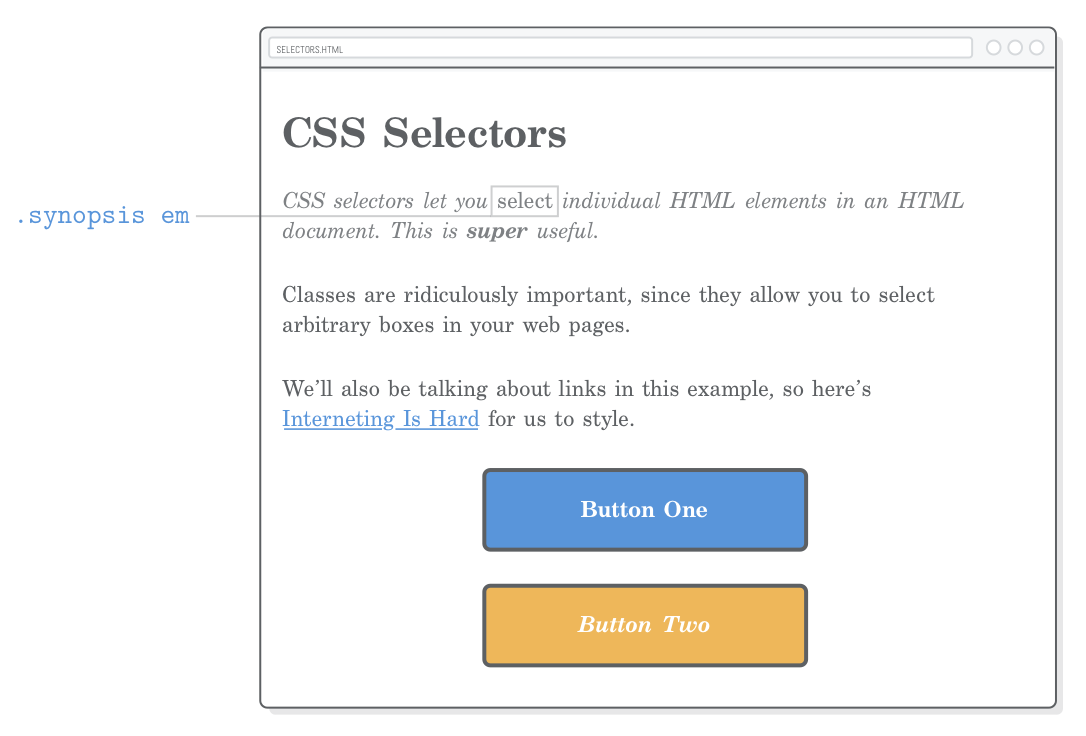 SELECTORS.HTML
CSS Selectors
.synopsis em
CSS selectors let you select individual HTML elements in an HTML
document. This is super useful.
Classes are ridiculously important, since they allow you to select
arbitrary boxes in your web pages.
We’ll also be talking about links in this example, so here’s
Interneting Is Hard for us to style.
Button One
Button Two